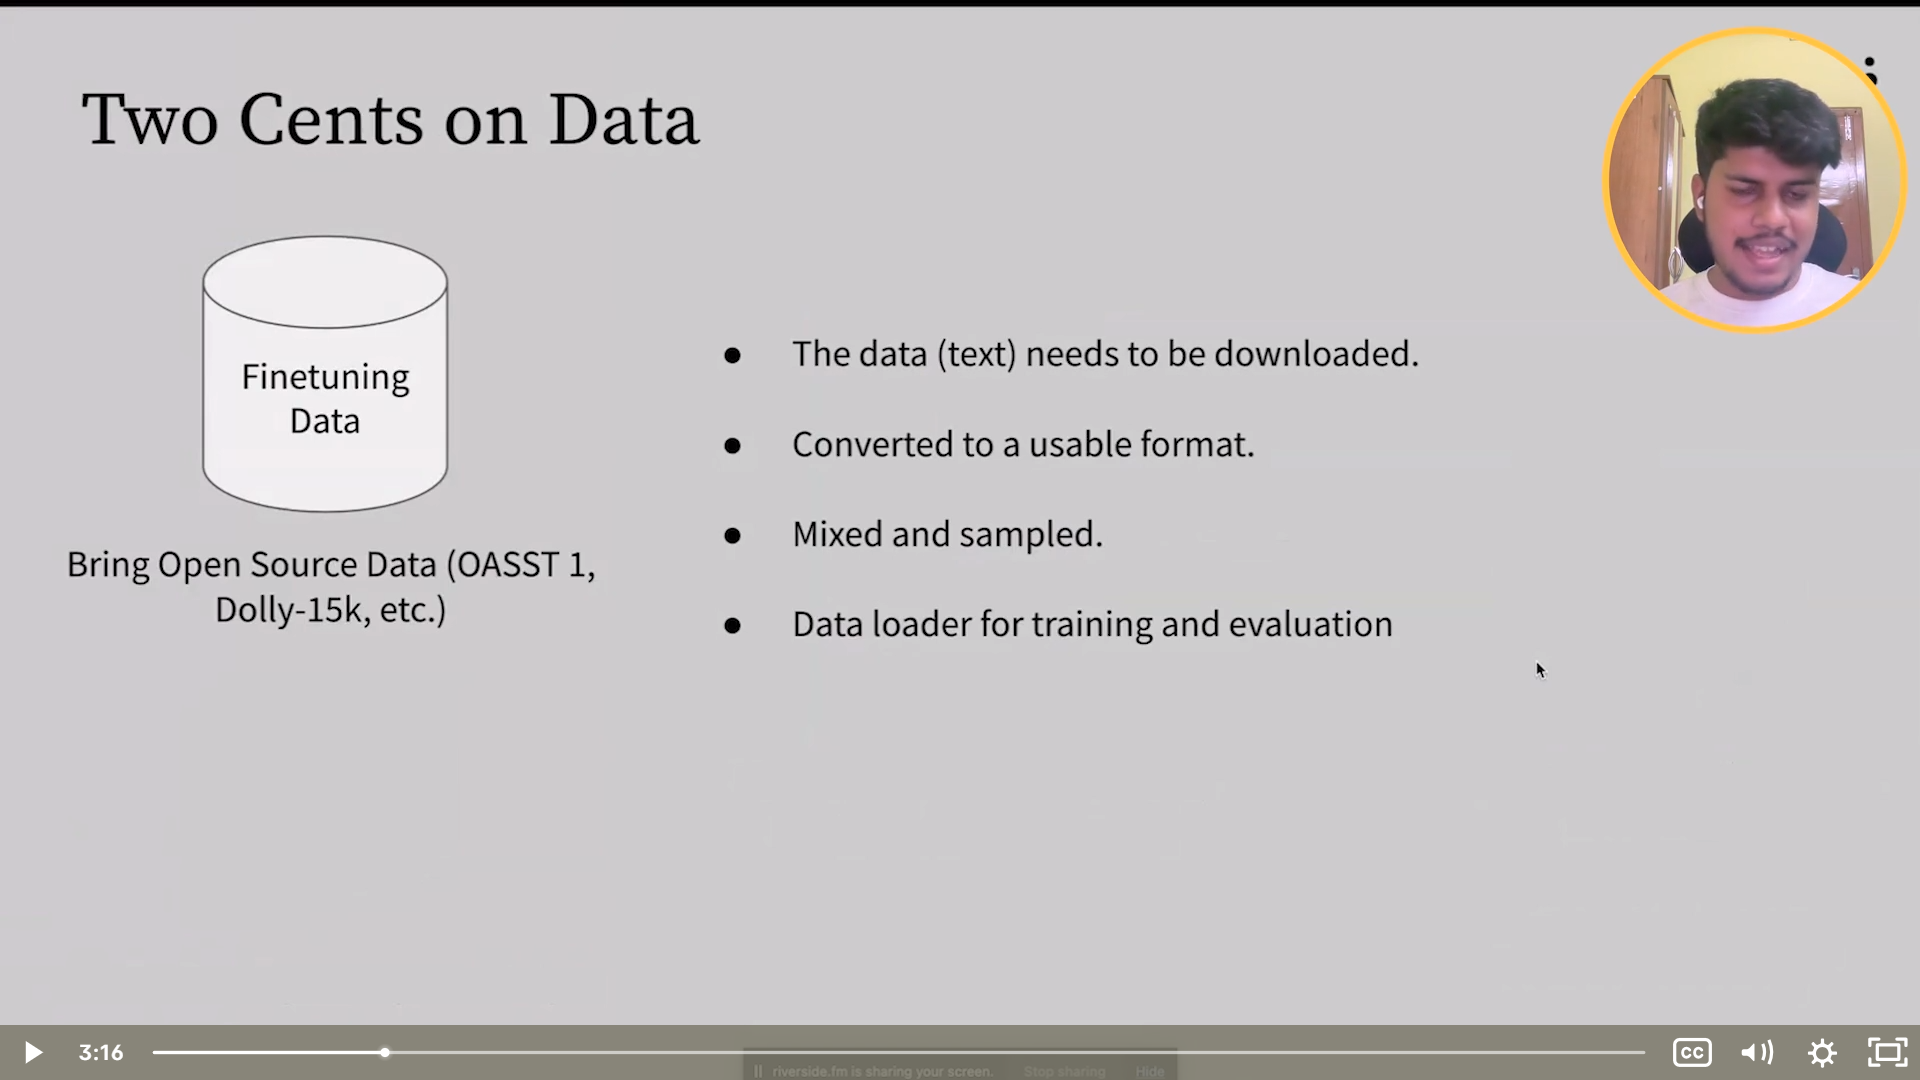 Two Cents on Data
Finetuning
Data
Bring Open Source Data (OASST 1,
Dolly-15k, etc.)
● The data (text) needs to be downloaded.
● Converted to a usable format.
● Mixed and sampled.
● Data loader for training and evaluation
3:16
CC
riverside.fm is sharing your screen. Stop sharing Hide